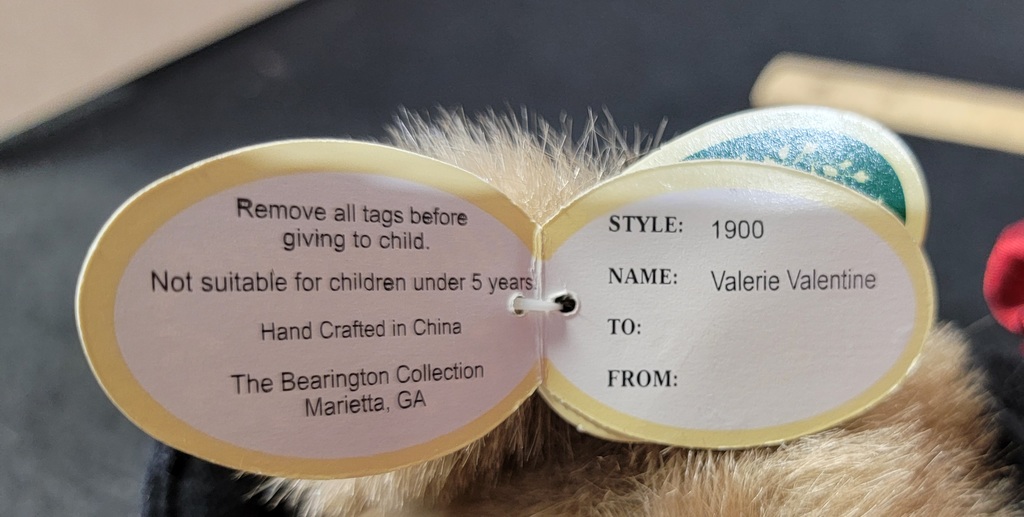 Remove all tags before
giving to child.
Not suitable for children under 5 years
Hand Crafted in China
The Bearington Collection
Marietta, GA
STYLE: 1900
NAME: Valerie Valentine
TO:
FROM: